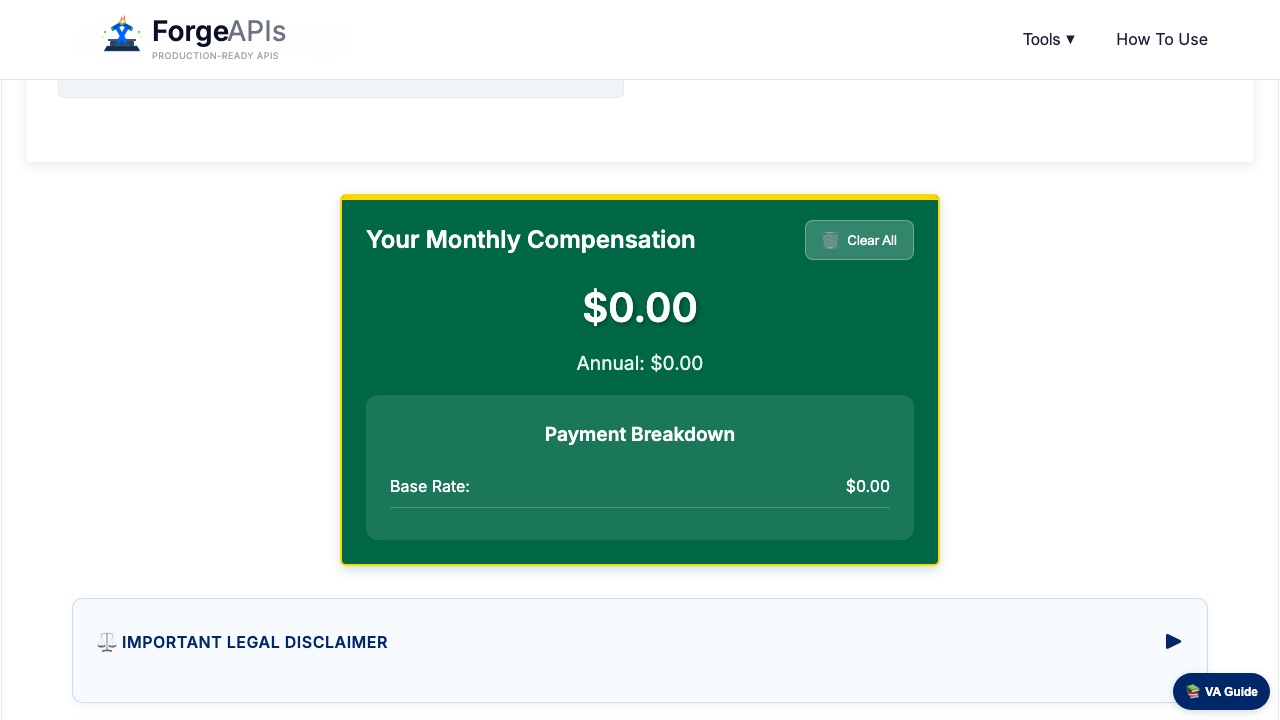 ForgeAPIs
PRODUCTION-READY APIS
Tools ▼
How To Use
Your Monthly Compensation
Clear All
$0.00
Annual: $0.00
Payment Breakdown
Base Rate:
$0.00
IMPORTANT LEGAL DISCLAIMER
VA Guide